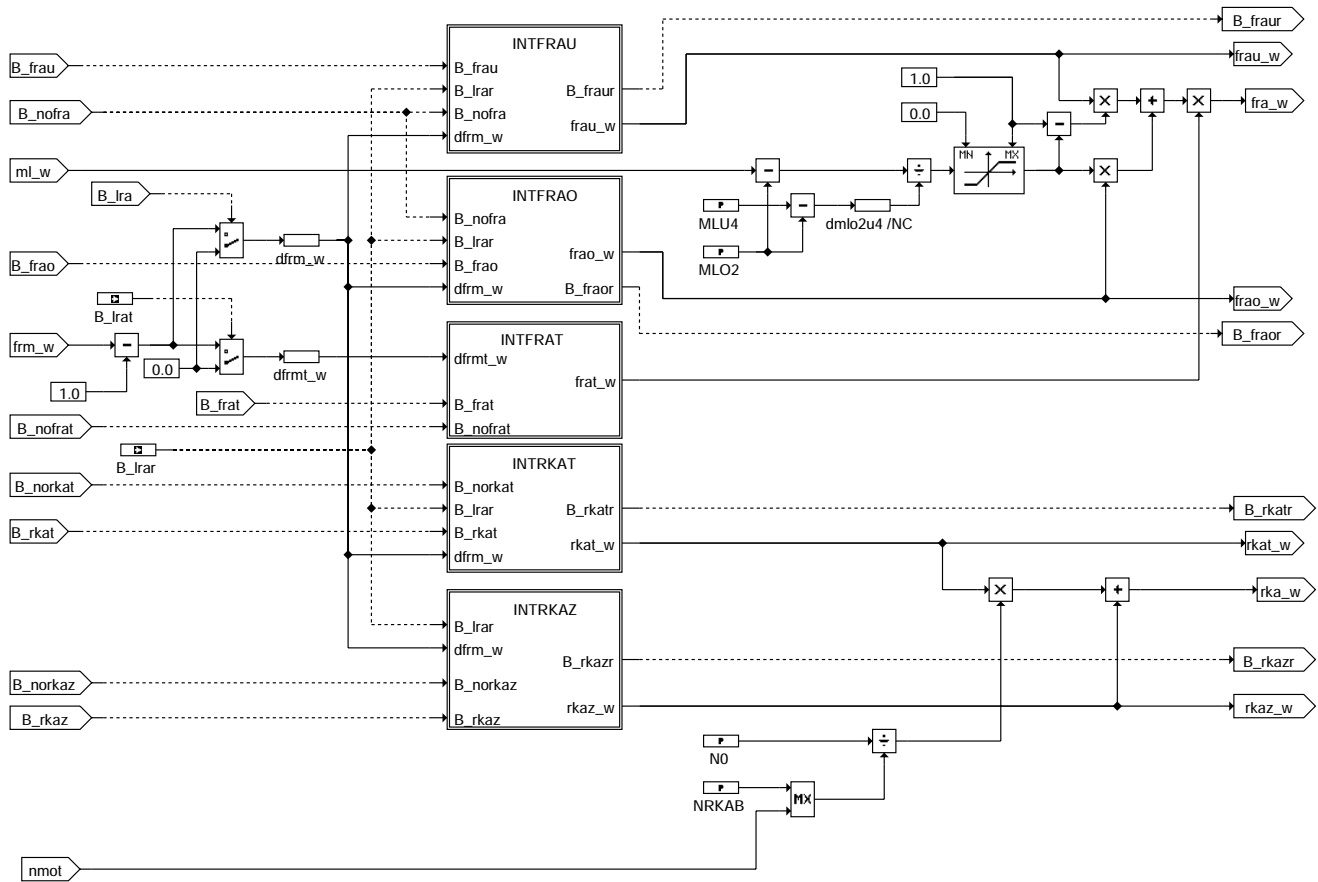 B_fraur
INTFRAU
B_frau
B_frau
B_lrar
B_fraur
frau_w
1.0
B_nofra
B_nofra
frau_w
0.0
fra_w
dfrm_w
MN
MX
ml_w
INTFRAO
B_lra
B_nofra
MLU4
dmlo2u4 /NC
B_lrar
frao_w
MLO2
B_frao
dfrm_w
B_frao
dfrm_w
B_fraor
frao_w
B_lrat
INTFRAT
B_fraor
frm_w
dfrmt_w
0.0
dfrmt_w
frat_w
1.0
B_frat
B_frat
B_nofrat
B_nofrat
B_lrar
INTRKAT
B_norkat
B_norkat
B_lrar
B_rkatr
B_rkatr
B_rkat
B_rkat
rkat_w
rkat_w
dfrm_w
rka_w
INTRKAZ
B_lrar
dfrm_w
B_rkazr
B_rkazr
B_norkaz
B_norkaz
rkaz_w
rkaz_w
B_rkaz
B_rkaz
P
N0
P
NRKAB
MX
nmot